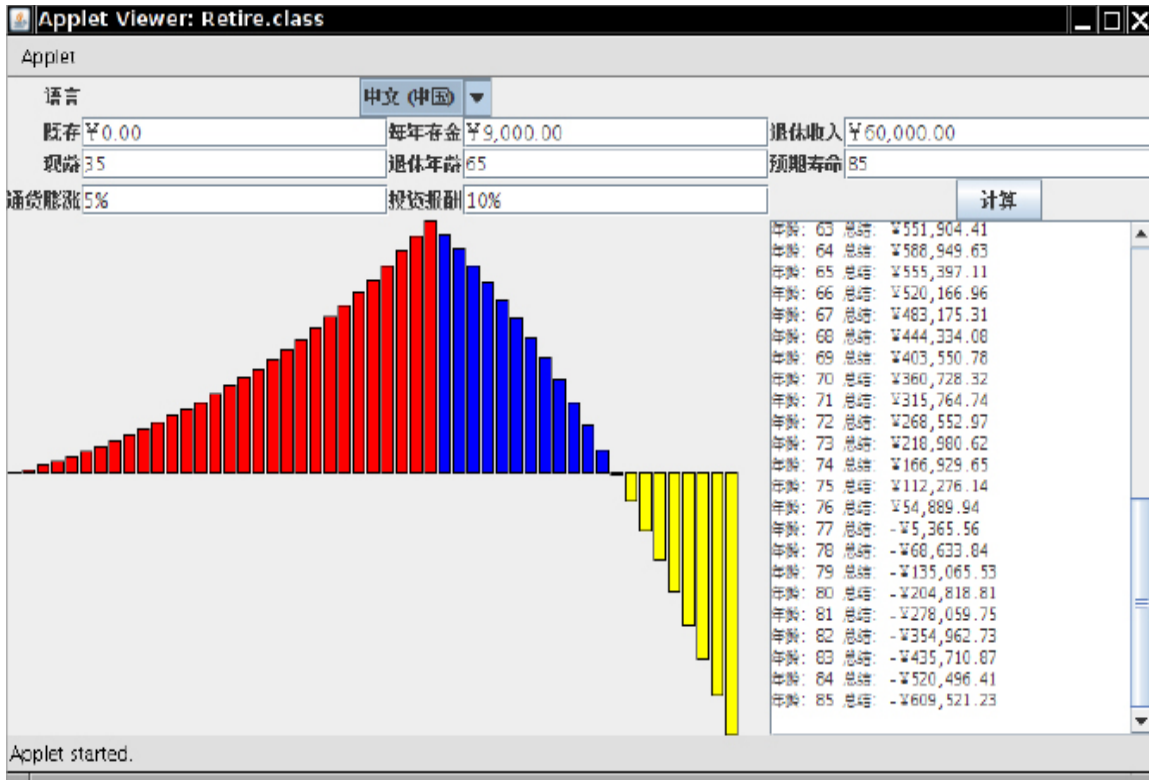 Applet Viewer: Retire.class
Applet
语言 中文 (中国)
既存 ￥0.00 每年存金 ￥9,000.00 退休收入 ￥60,000.00
现龄 35 退休年龄 65 预期寿命 85
通货膨涨 5% 投资报酬 10% 计算
年龄: 63 总结: ￥551,904.41
年龄: 64 总结: ￥588,949.63
年龄: 65 总结: ￥555,397.11
年龄: 66 总结: ￥520,166.96
年龄: 67 总结: ￥483,175.31
年龄: 68 总结: ￥444,334.08
年龄: 69 总结: ￥403,550.78
年龄: 70 总结: ￥360,728.32
年龄: 71 总结: ￥315,764.74
年龄: 72 总结: ￥268,552.97
年龄: 73 总结: ￥218,980.62
年龄: 74 总结: ￥166,929.65
年龄: 75 总结: ￥112,276.14
年龄: 76 总结: ￥54,889.94
年龄: 77 总结: -￥5,365.56
年龄: 78 总结: -￥68,633.84
年龄: 79 总结: -￥135,065.53
年龄: 80 总结: -￥204,818.81
年龄: 81 总结: -￥278,059.75
年龄: 82 总结: -￥354,962.73
年龄: 83 总结: -￥435,710.87
年龄: 84 总结: -￥520,496.41
年龄: 85 总结: -￥609,521.23
Applet started.